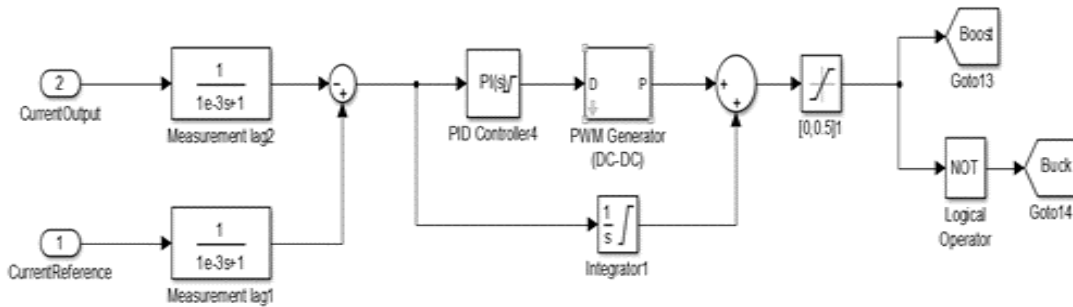 2
CurrentOutput
1
1e-3s+1
Measurement lag2
-
+
PI(s)
PID Controller4
D
P
PWM Generator
(DC-DC)
+
+
[0,0.5]1
Boost
Goto13
NOT
Logical
Operator
Buck
Goto14
1
s
Integrator1
1
CurrentReference
1
1e-3s+1
Measurement lag1